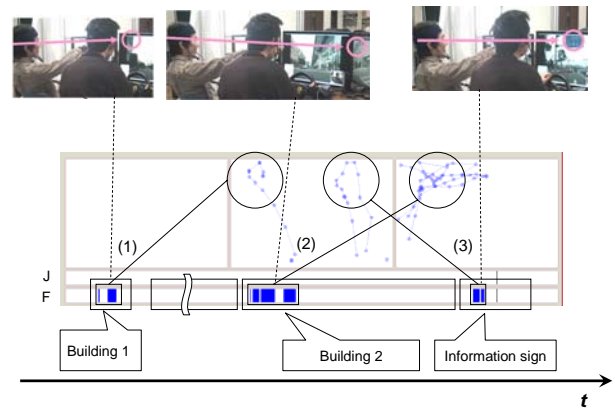 (1)
(2)
(3)
J
F
Building 1
Building 2
Information sign
t